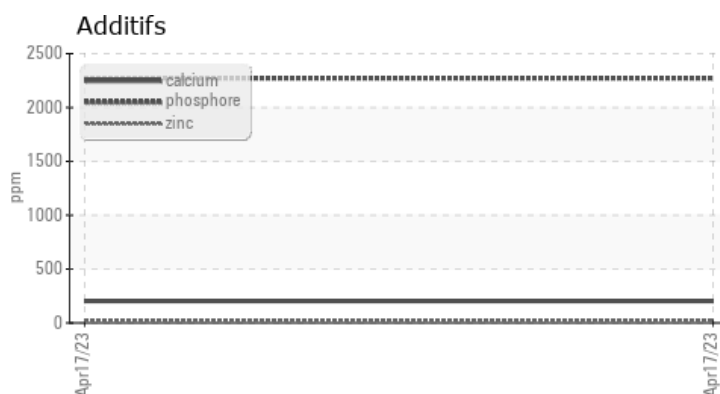 Additifs
2500
2000
1500
1000
500
0
ppm
calcium
phosphore
zinc
Apr17/23
Apr17/23